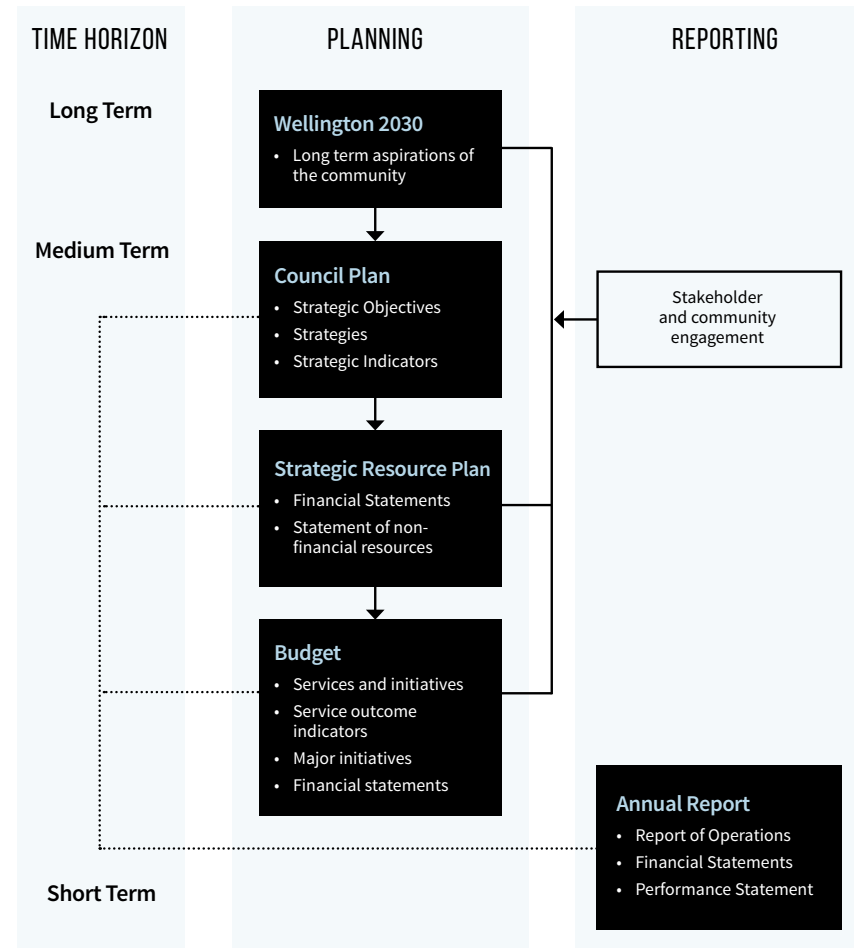 TIME HORIZON
PLANNING
REPORTING
Long Term
Wellington 2030
• Long term aspirations of
the community
Medium Term
Council Plan
• Strategic Objectives
• Strategies
• Strategic Indicators
Stakeholder
and community
engagement
Strategic Resource Plan
• Financial Statements
• Statement of non-
financial resources
Budget
• Services and initiatives
• Service outcome
indicators
• Major initiatives
• Financial statements
Annual Report
• Report of Operations
• Financial Statements
• Performance Statement
Short Term